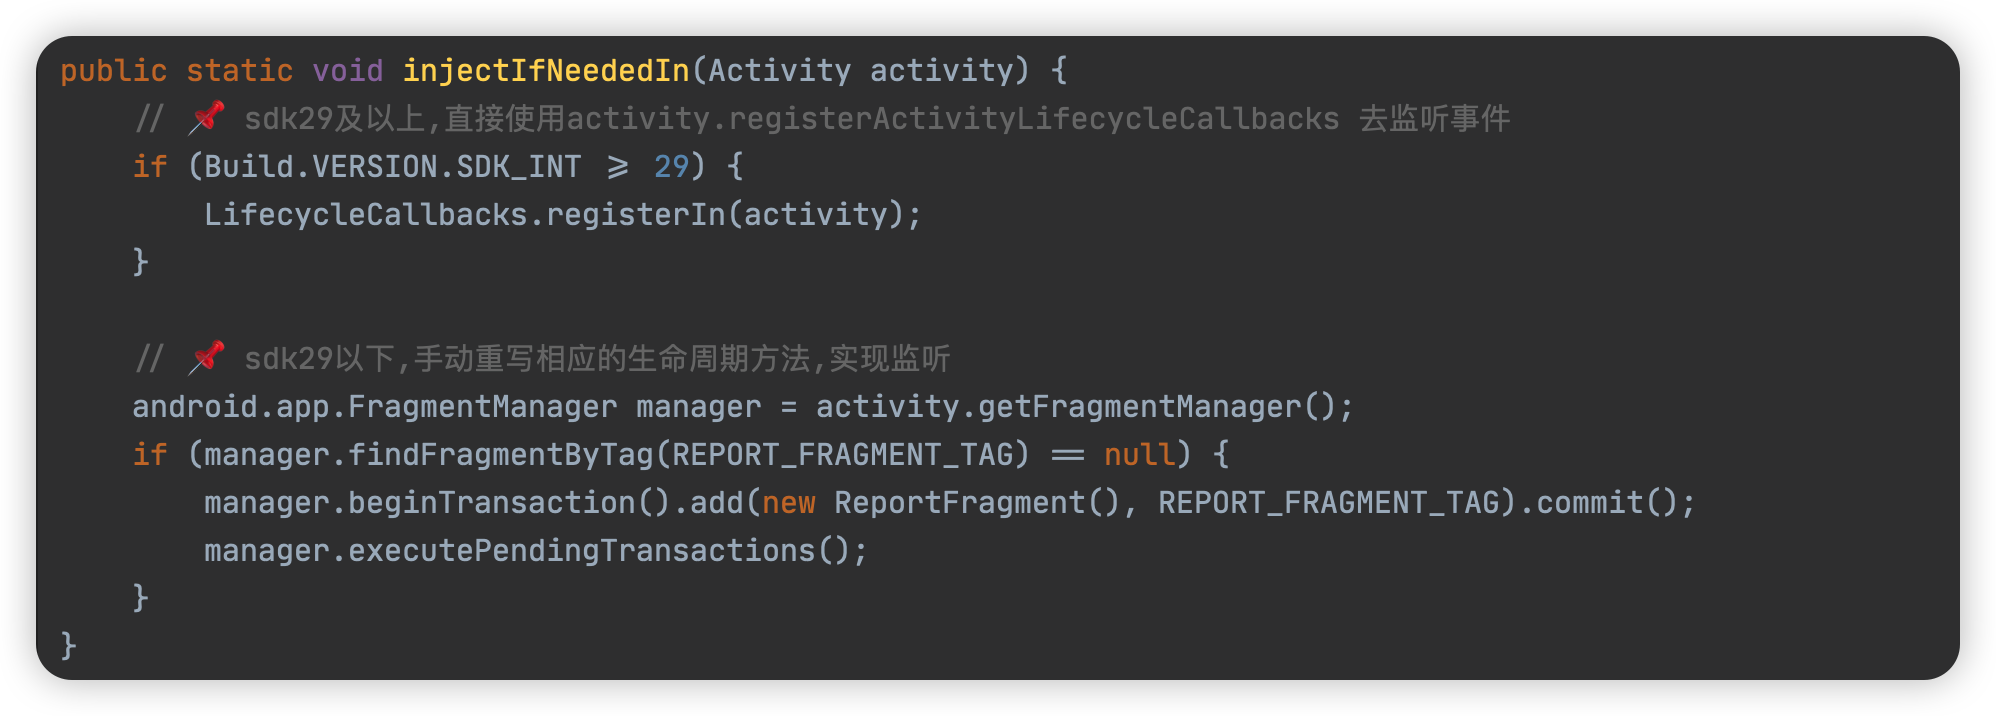 public static void injectIfNeededIn(Activity activity) {
    // 📌 sdk29及以上,直接使用activity.registerActivityLifecycleCallbacks 去监听事件
    if (Build.VERSION.SDK_INT >= 29) {
        LifecycleCallbacks.registerIn(activity);
    }

    // 📌 sdk29以下,手动重写相应的生命周期方法,实现监听
    android.app.FragmentManager manager = activity.getFragmentManager();
    if (manager.findFragmentByTag(REPORT_FRAGMENT_TAG) == null) {
        manager.beginTransaction().add(new ReportFragment(), REPORT_FRAGMENT_TAG).commit();
        manager.executePendingTransactions();
    }
}